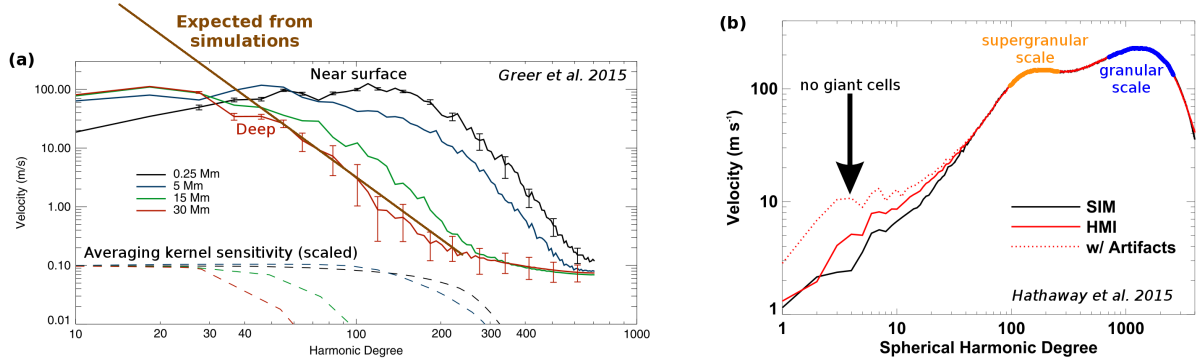 (a)
Expected from
simulations
Near surface
Greer et al. 2015
Deep
0.25 Mm
5 Mm
15 Mm
30 Mm
Averaging kernel sensitivity (scaled)
Velocity (m/s)
100.00
10.00
1.00
0.10
0.01
10 20 30 40 100 200 300 400 1000
Harmonic Degree
(b)
supergranular
scale
granular
scale
no giant cells
SIM
HMI
w/ Artifacts
Hathaway et al. 2015
Velocity (m s⁻¹)
100
10
1
1 10 100 1000
Spherical Harmonic Degree